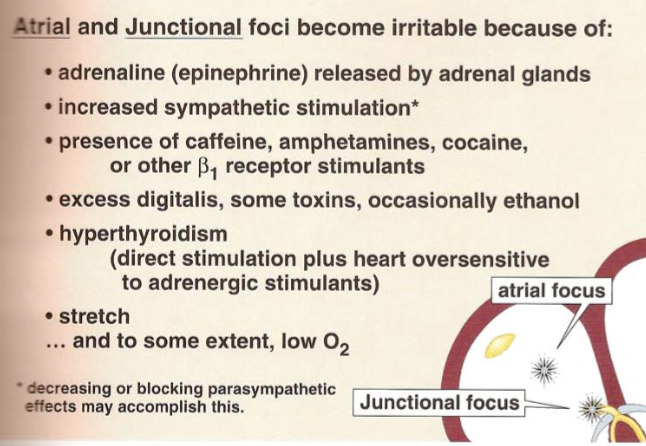 Atrial and Junctional foci become irritable because of:
• adrenaline (epinephrine) released by adrenal glands
• increased sympathetic stimulation*
• presence of caffeine, amphetamines, cocaine,
or other β₁ receptor stimulants
• excess digitalis, some toxins, occasionally ethanol
• hyperthyroidism
(direct stimulation plus heart oversensitive
to adrenergic stimulants)
• stretch
... and to some extent, low O₂
* decreasing or blocking parasympathetic
effects may accomplish this.
atrial focus
Junctional focus